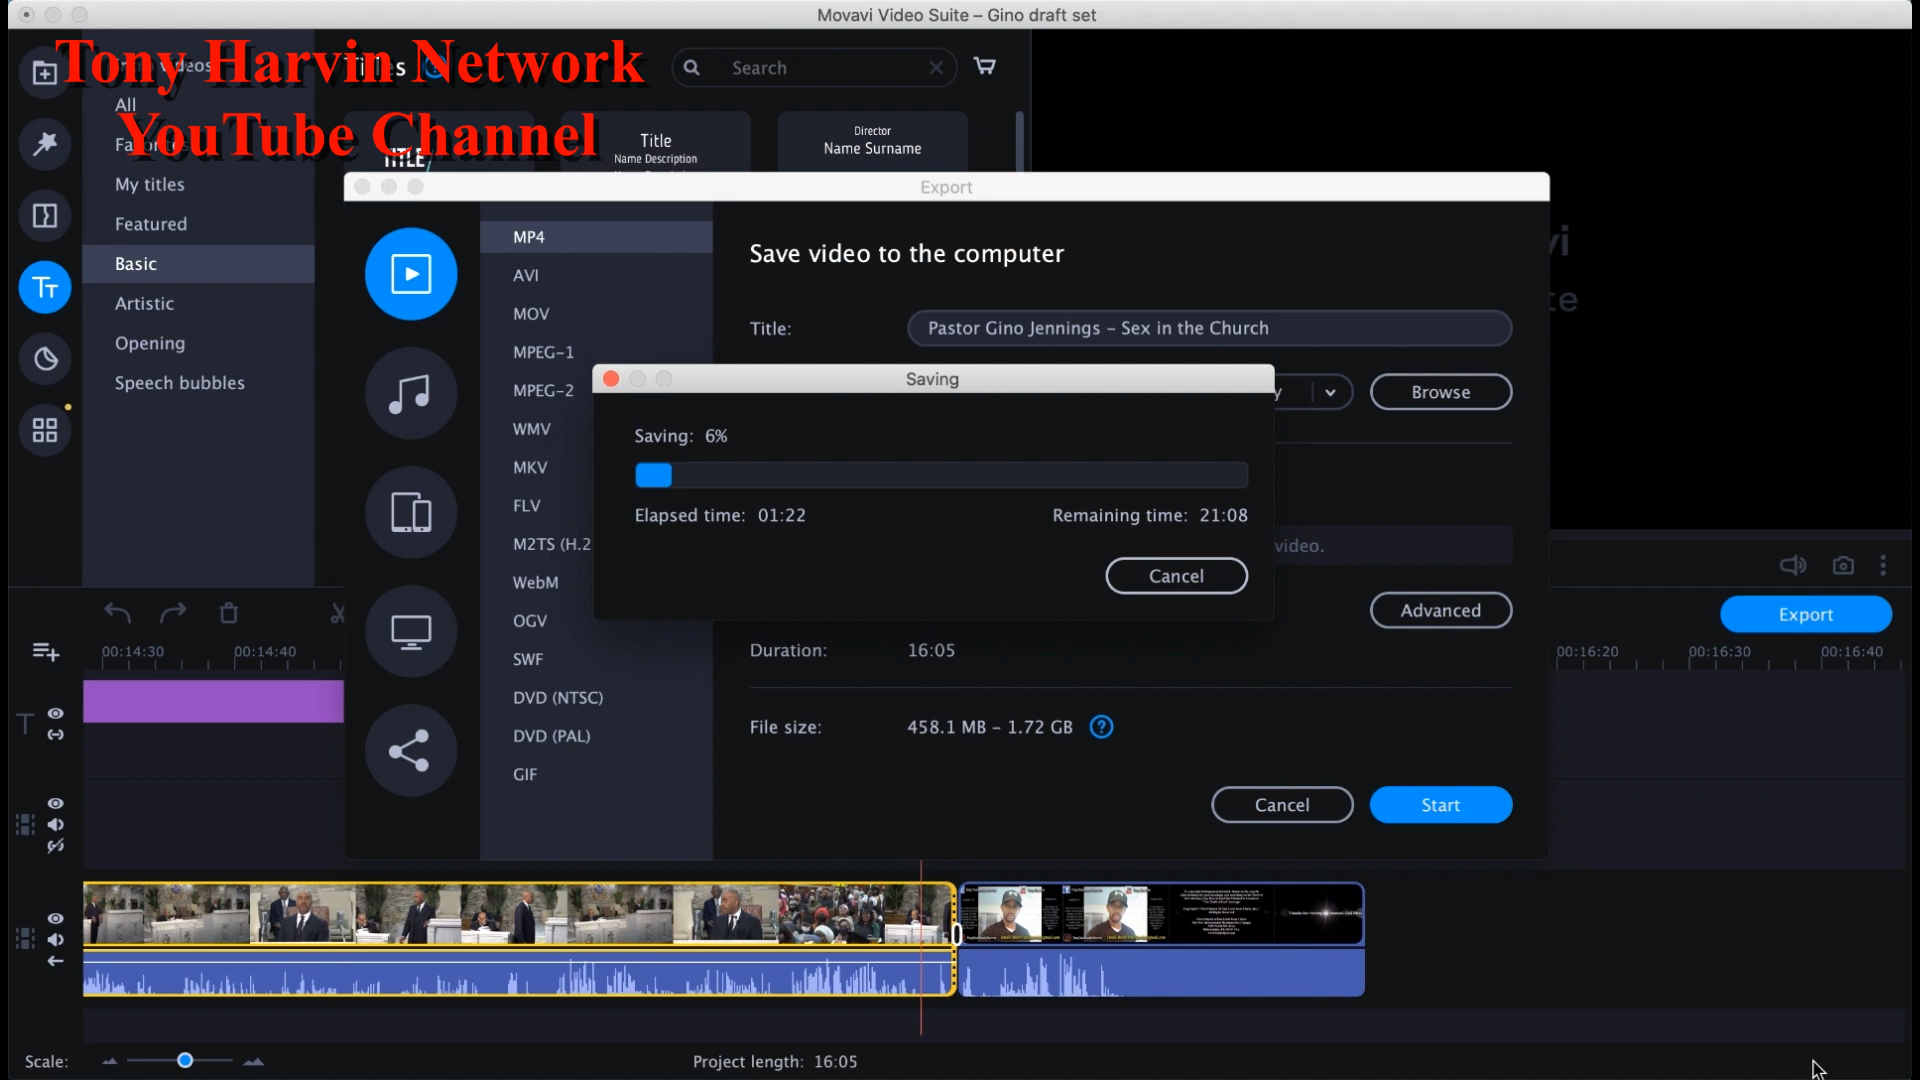 Movavi Video Suite – Gino draft set
Tony Harvin Network
YouTube Channel
Titles
Search
All
My titles
Featured
Basic
Artistic
Opening
Speech bubbles
TITLE
Title
Name Description
Director
Name Surname
Export
MP4
AVI
MOV
MPEG-1
MPEG-2
WMV
MKV
FLV
M2TS (H.2
WebM
OGV
SWF
DVD (NTSC)
DVD (PAL)
GIF
Save video to the computer
Title: Pastor Gino Jennings – Sex in the Church
y
Browse
Saving
Saving: 6%
Elapsed time: 01:22 Remaining time: 21:08
Cancel
video.
Advanced
Duration: 16:05
File size: 458.1 MB – 1.72 GB ?
Cancel Start
Export
00:14:30 00:14:40 00:16:20 00:16:30 00:16:40
Scale: Project length: 16:05